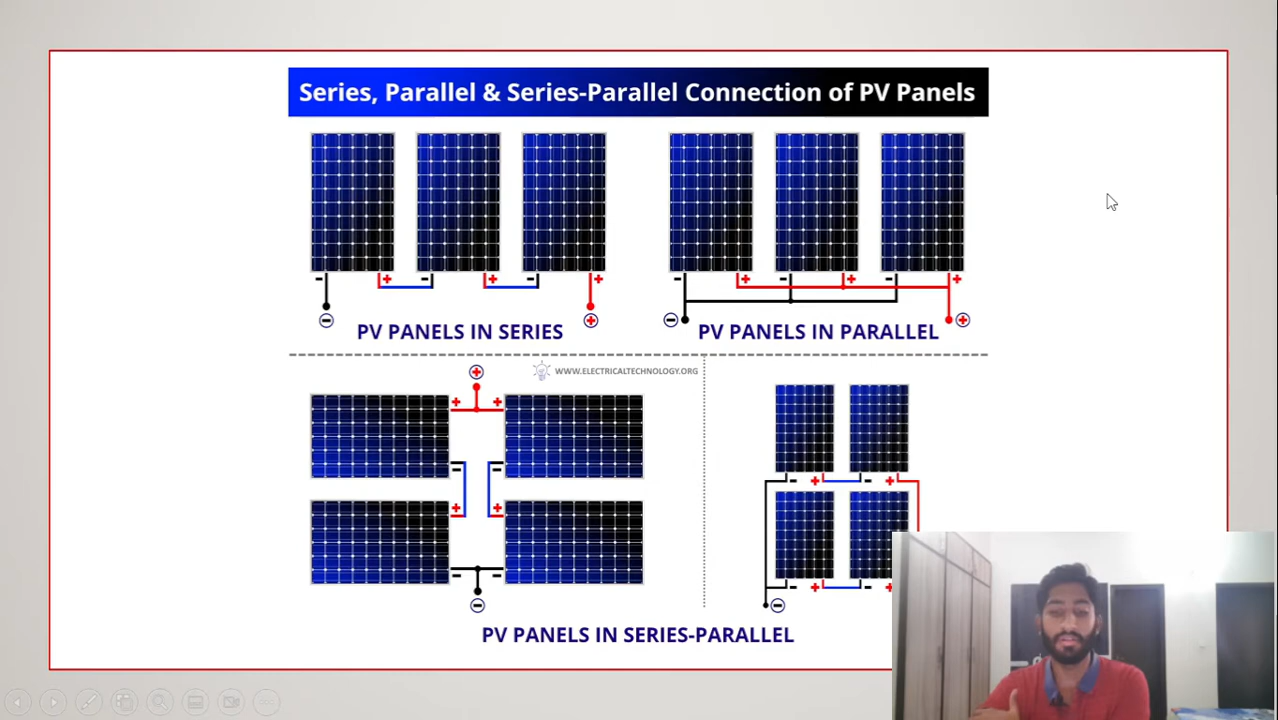 Series, Parallel & Series-Parallel Connection of PV Panels
- + - + - +
- + - + - +
PV PANELS IN SERIES
PV PANELS IN PARALLEL
WWW.ELECTRICALTECHNOLOGY.ORG
+
+ +
- -
+ +
- -
-
- + - +
- + - +
-
PV PANELS IN SERIES-PARALLEL